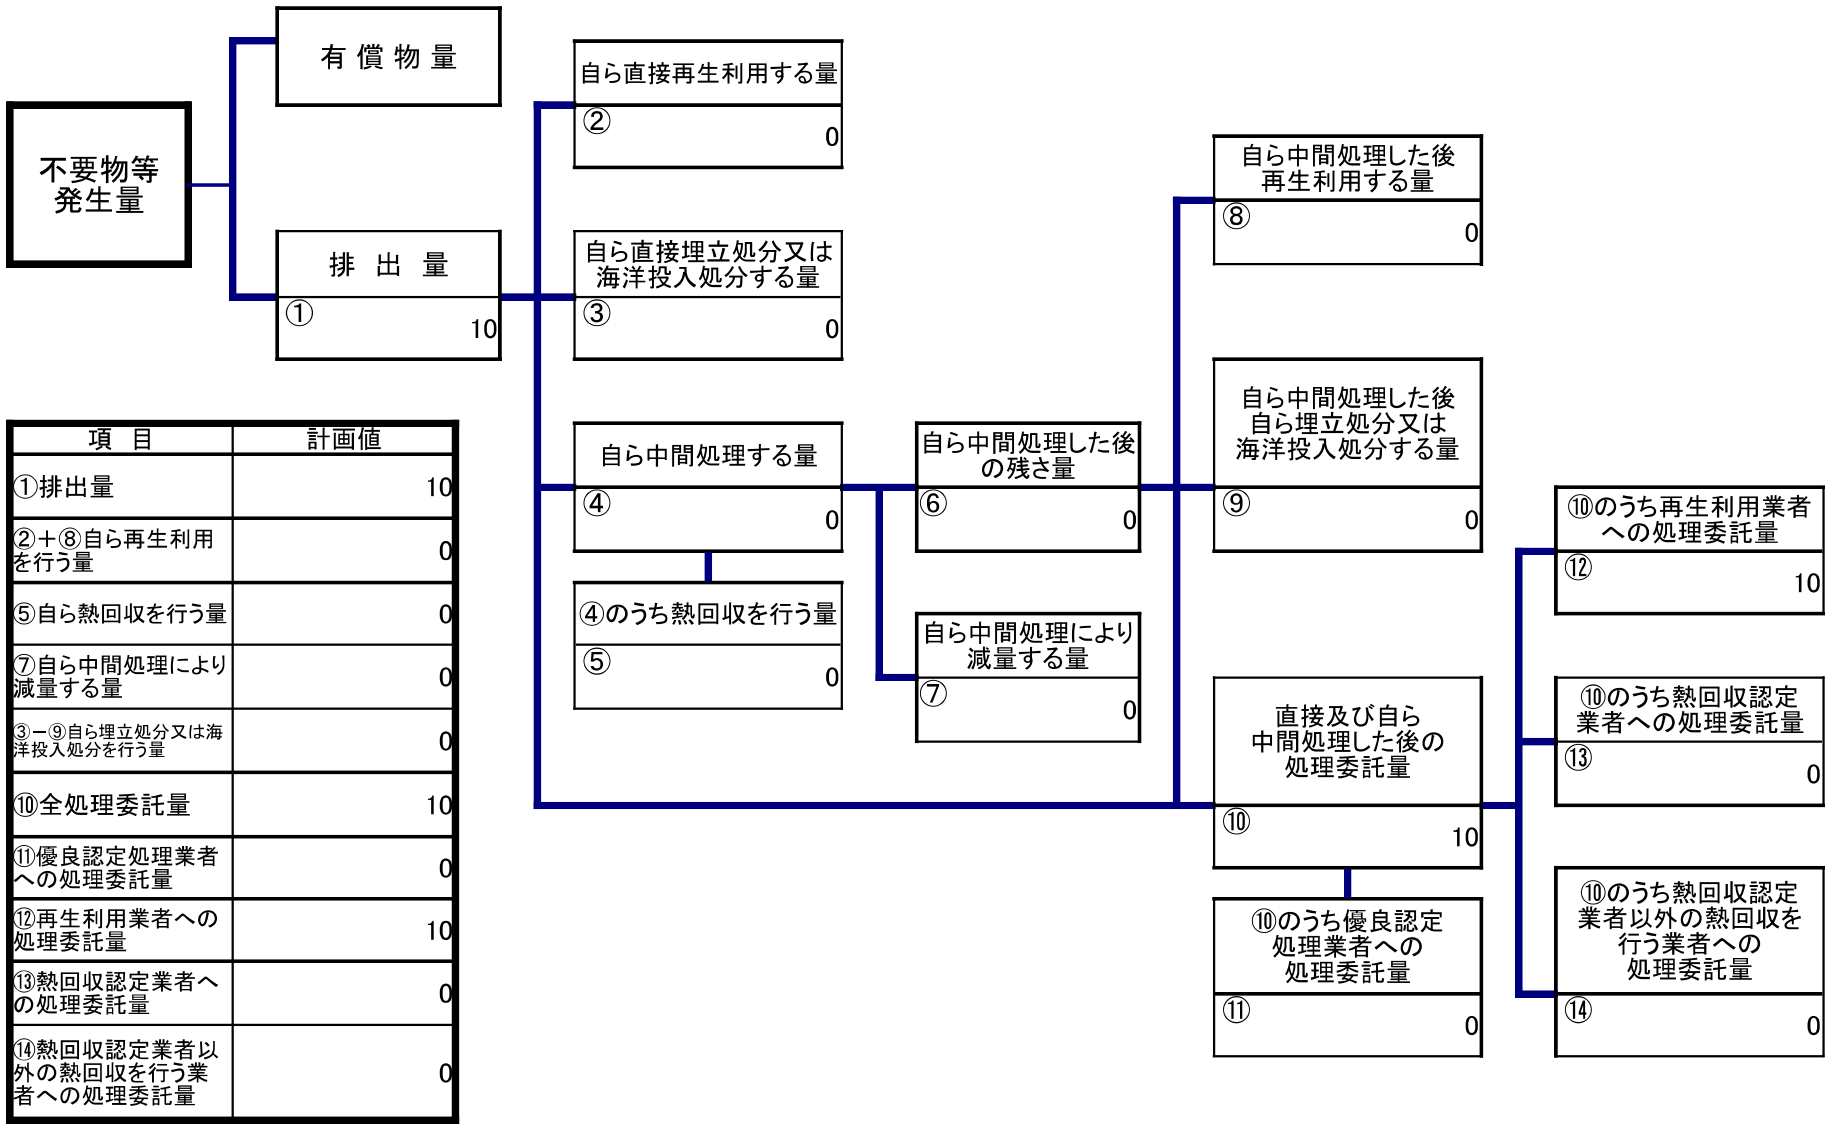 有償物量
不要物等
発生量
排出量
①
10
自ら直接再生利用する量
②
0
自ら直接埋立処分又は
海洋投入処分する量
③
0
自ら中間処理する量
④
0
④のうち熱回収を行う量
⑤
0
自ら中間処理した後
の残さ量
⑥
0
自ら中間処理により
減量する量
⑦
0
自ら中間処理した後
再生利用する量
⑧
0
自ら中間処理した後
自ら埋立処分又は
海洋投入処分する量
⑨
0
直接及び自ら
中間処理した後の
処理委託量
⑩
10
⑩のうち優良認定
処理業者への
処理委託量
⑪
0
⑩のうち再生利用業者
への処理委託量
⑫
10
⑩のうち熱回収認定
業者への処理委託量
⑬
0
⑩のうち熱回収認定
業者以外の熱回収を
行う業者への
処理委託量
⑭
0
項 目 計画値
①排出量 10
②＋⑧自ら再生利用
を行う量 0
⑤自ら熱回収を行う量 0
⑦自ら中間処理により
減量する量 0
③－⑨自ら埋立処分又は海
洋投入処分を行う量 0
⑩全処理委託量 10
⑪優良認定処理業者
への処理委託量 0
⑫再生利用業者への
処理委託量 10
⑬熱回収認定業者へ
の処理委託量 0
⑭熱回収認定業者以
外の熱回収を行う業
者への処理委託量 0